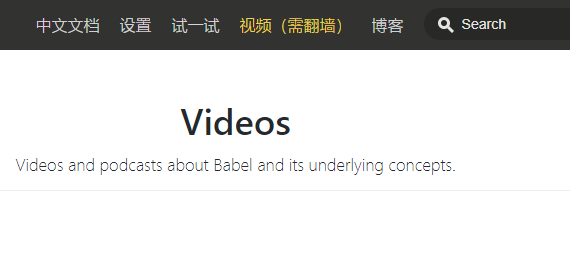 中文文档 设置 试一试 视频（需翻墙） 博客 Search
Videos
Videos and podcasts about Babel and its underlying concepts.